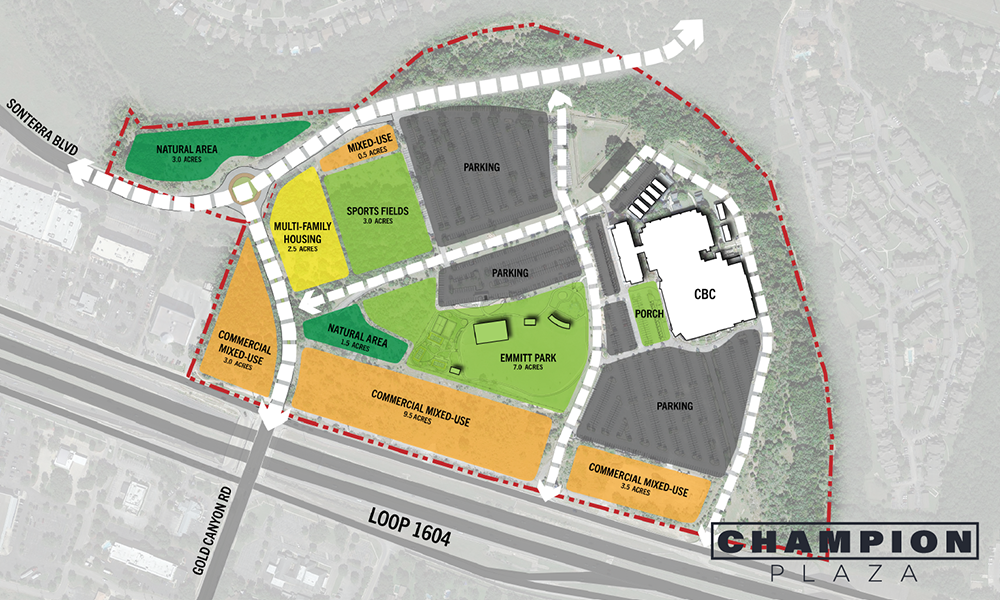 SONTERRA BLVD
NATURAL AREA
3.0 ACRES
MIXED-USE
0.5 ACRES
PARKING
MULTI-FAMILY
HOUSING
2.5 ACRES
SPORTS FIELDS
3.0 ACRES
PARKING
CBC
PORCH
NATURAL AREA
1.5 ACRES
EMMITT PARK
7.0 ACRES
COMMERCIAL
MIXED-USE
3.0 ACRES
COMMERCIAL MIXED-USE
9.5 ACRES
PARKING
COMMERCIAL MIXED-USE
3.5 ACRES
GOLD CANYON RD
LOOP 1604
CHAMPION
PLAZA